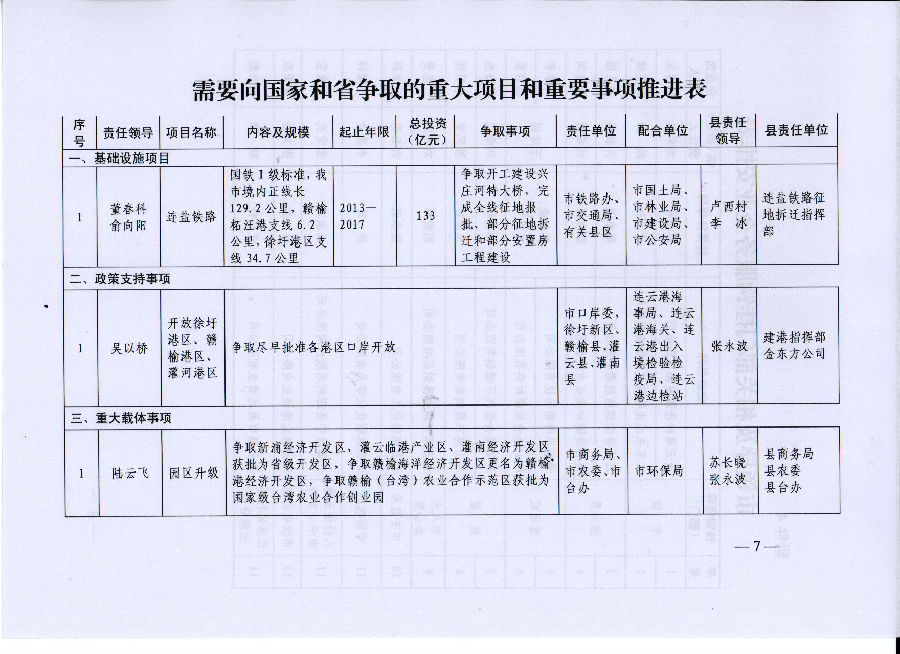 需要向国家和省争取的重大项目和重要事项推进表
序号 责任领导 项目名称 内容及规模 起止年限 总投资（亿元） 争取事项 责任单位 配合单位 县责任领导 县责任单位
一、基础设施项目
1
董春科
俞向阳
连盐铁路
国铁Ⅰ级标准，我
市境内正线长
129.2公里，赣榆
柘汪港支线6.2
公里，徐圩港区支
线34.7公里
2013—
2017
133
争取开工建设兴
庄河特大桥，完
成全线征地报
批、部分征地拆
迁和部分安置房
工程建设
市铁路办、
市交通局、
有关县区
市国土局、
市林业局、
市建设局、
市公安局
卢西村
李 冰
连盐铁路征
地拆迁指挥
部
二、政策支持事项
1
吴以桥
开放徐圩
港区、赣
榆港区、
灌河港区
争取尽早批准各港区口岸开放
市口岸委，
徐圩新区、
赣榆县、灌
云县、灌南
县
连云港海
事局、连云
港海关、连
云港出入
境检验检
疫局，连云
港边检站
张永波
建港指挥部
金东方公司
三、重大载体事项
1
陆云飞
园区升级
争取新浦经济开发区，灌云临港产业区、灌南经济开发区
获批为省级开发区，争取赣榆海洋经济开发区更名为赣榆
港经济开发区，争取赣榆（台湾）农业合作示范区获批为
国家级台湾农业合作创业园
市商务局、
市农委、市
台办
市环保局
苏长晓
张永波
县商务局
县农委
县台办
—7—